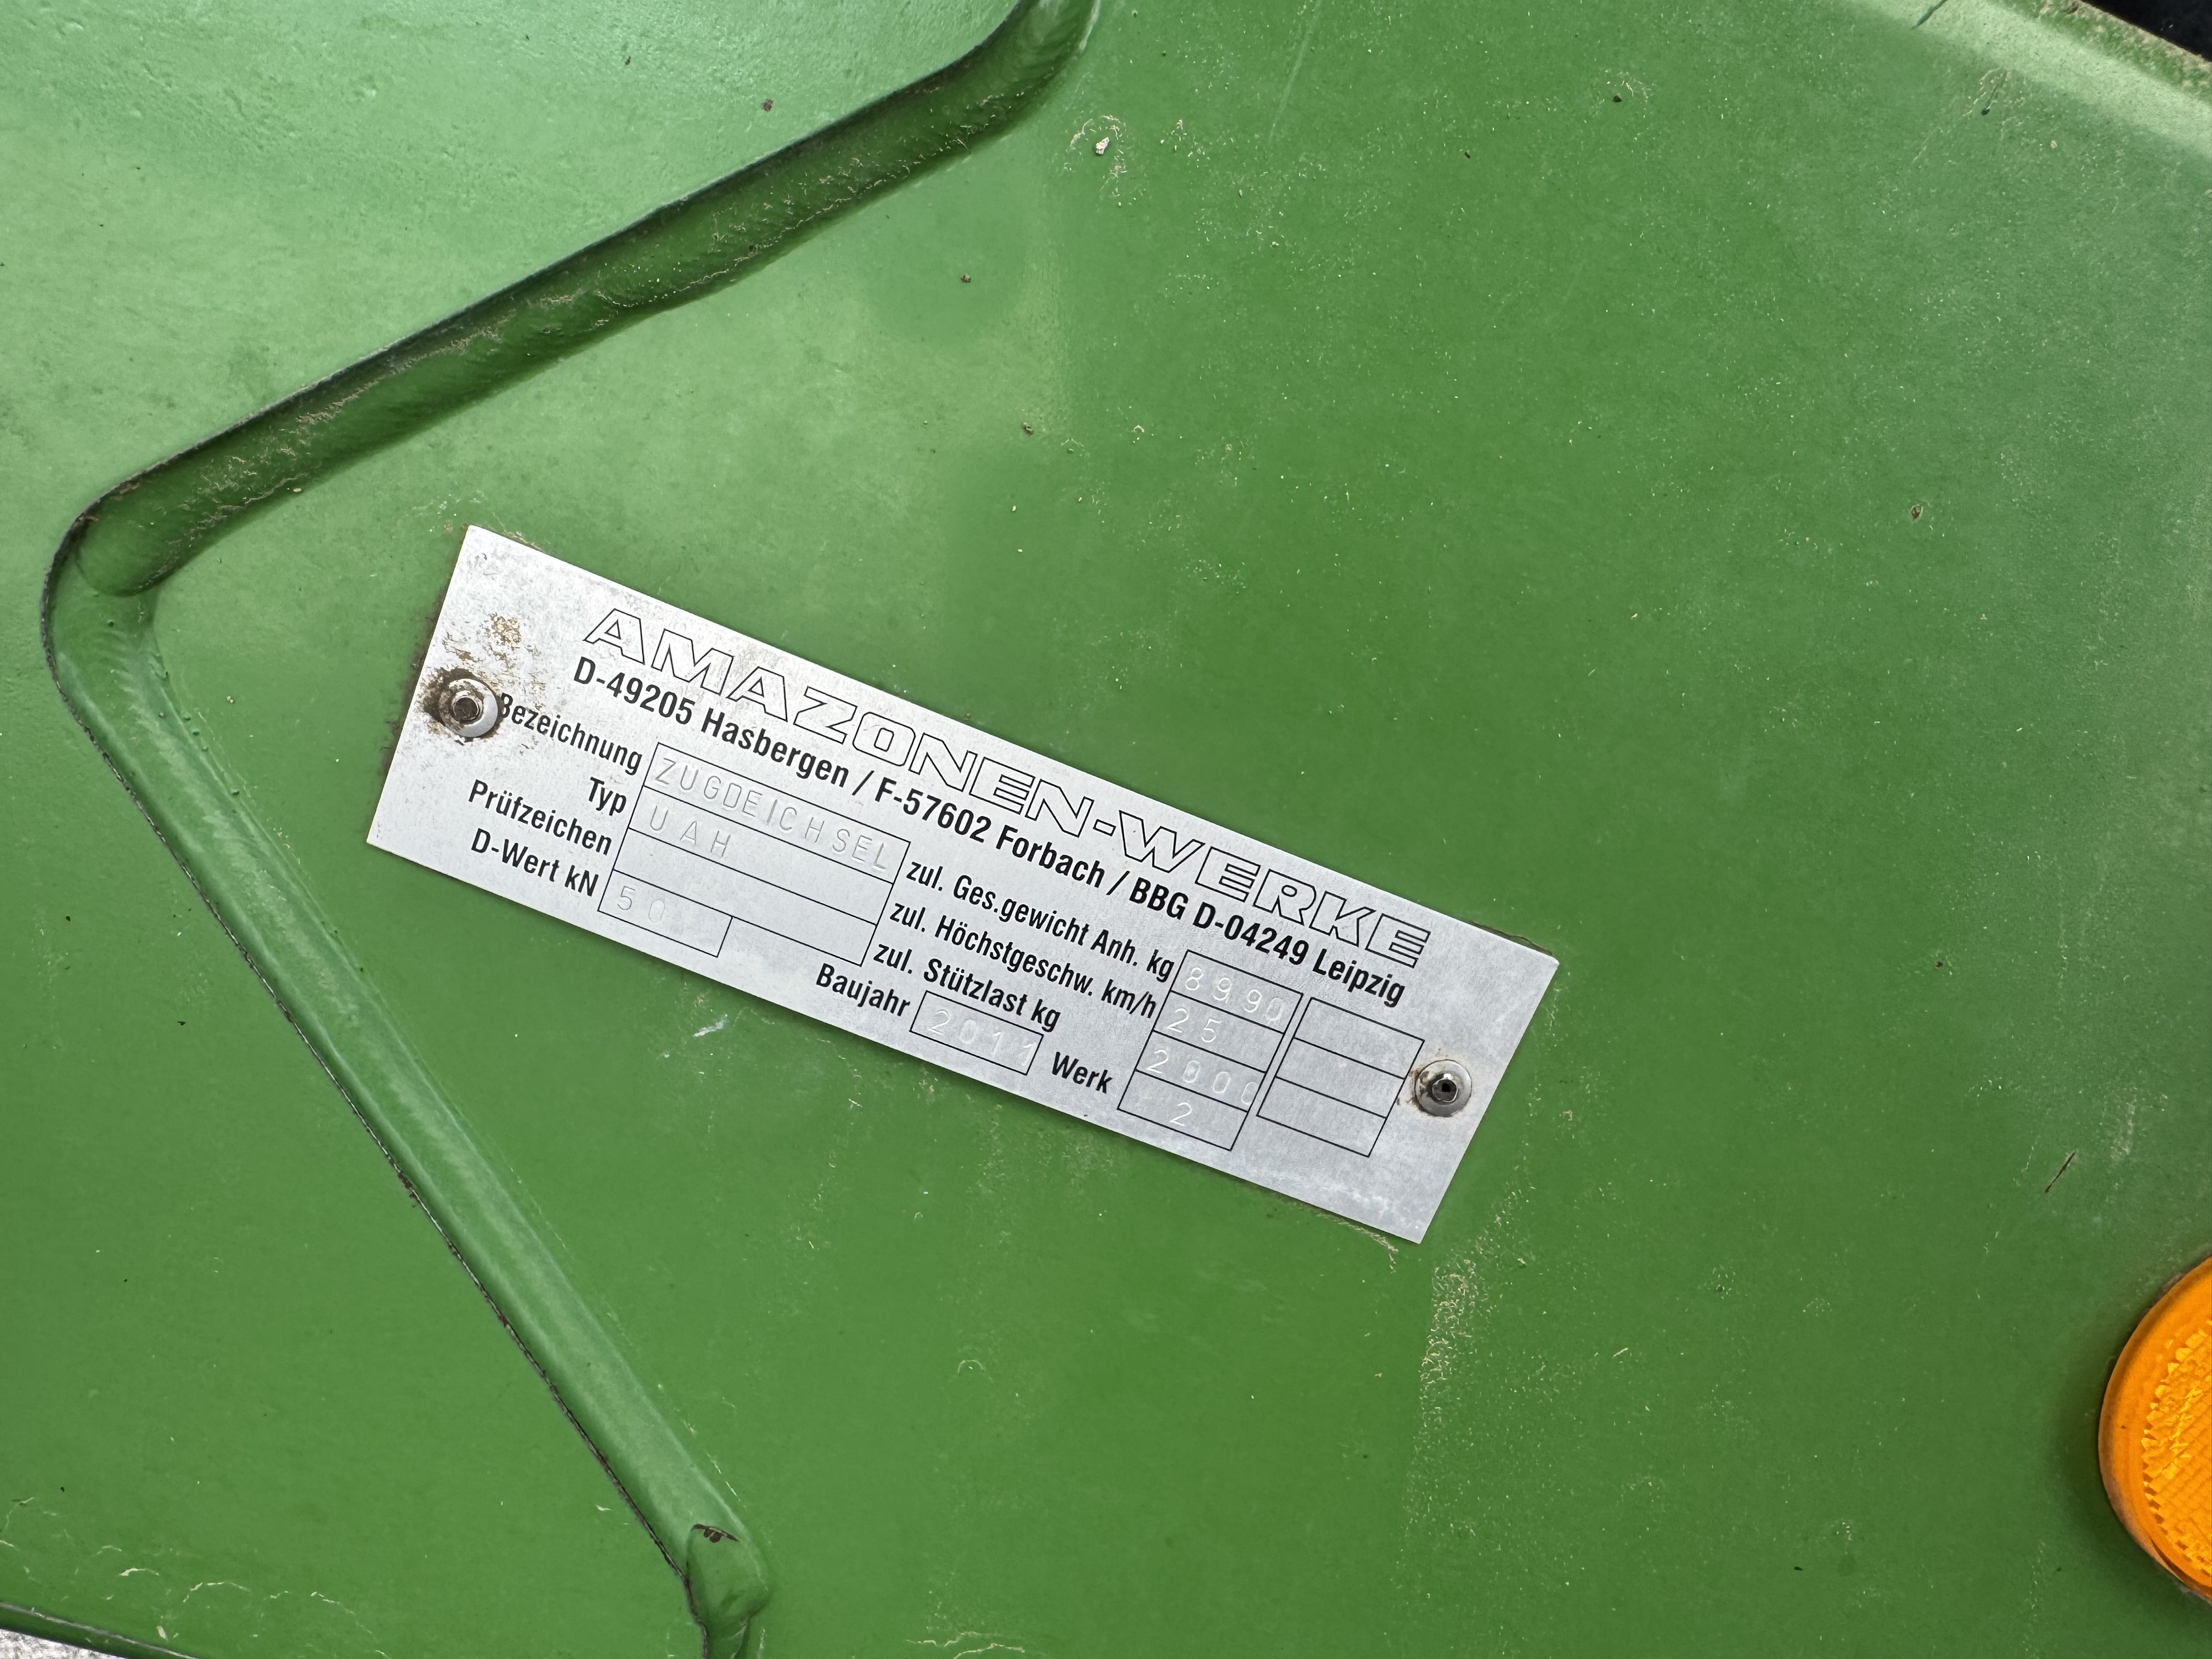 AMAZONEN-WERKE
D-49205 Hasbergen / F-57602 Forbach / BBG D-04249 Leipzig
Bezeichnung ZUGDEICHSEL
Typ UAH
Prüfzeichen
D-Wert kN 50
zul. Ges.gewicht Anh. kg 8990
zul. Höchstgeschw. km/h 25
zul. Stützlast kg 2000
Baujahr 2011 Werk 2